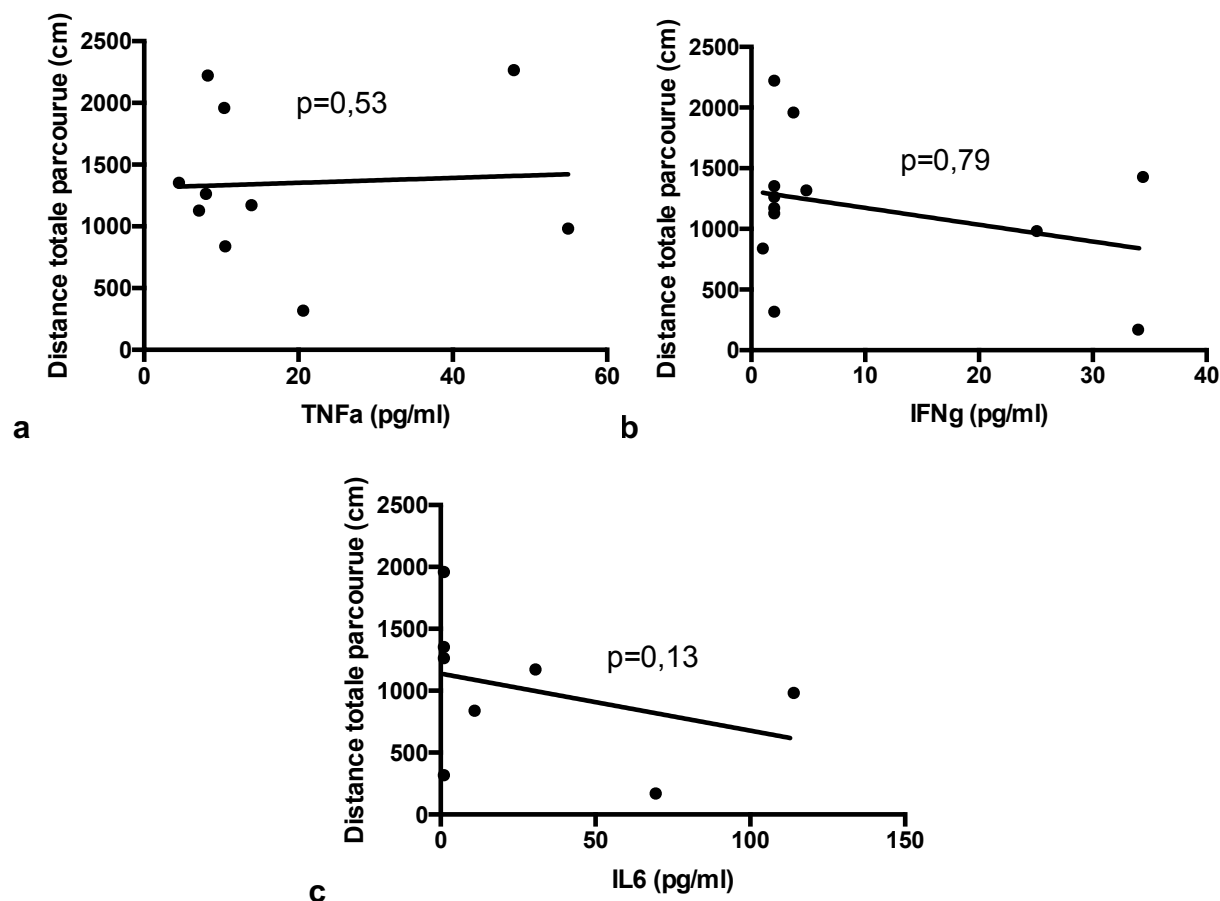 Distance totale parcourue (cm)
2500
2000
1500
1000
500
0
p=0,53
0 20 40 60
TNFa (pg/ml)
a
Distance totale parcourue (cm)
2500
2000
1500
1000
500
0
p=0,79
0 10 20 30 40
IFNg (pg/ml)
b
Distance totale parcourue (cm)
2500
2000
1500
1000
500
0
p=0,13
0 50 100 150
IL6 (pg/ml)
c